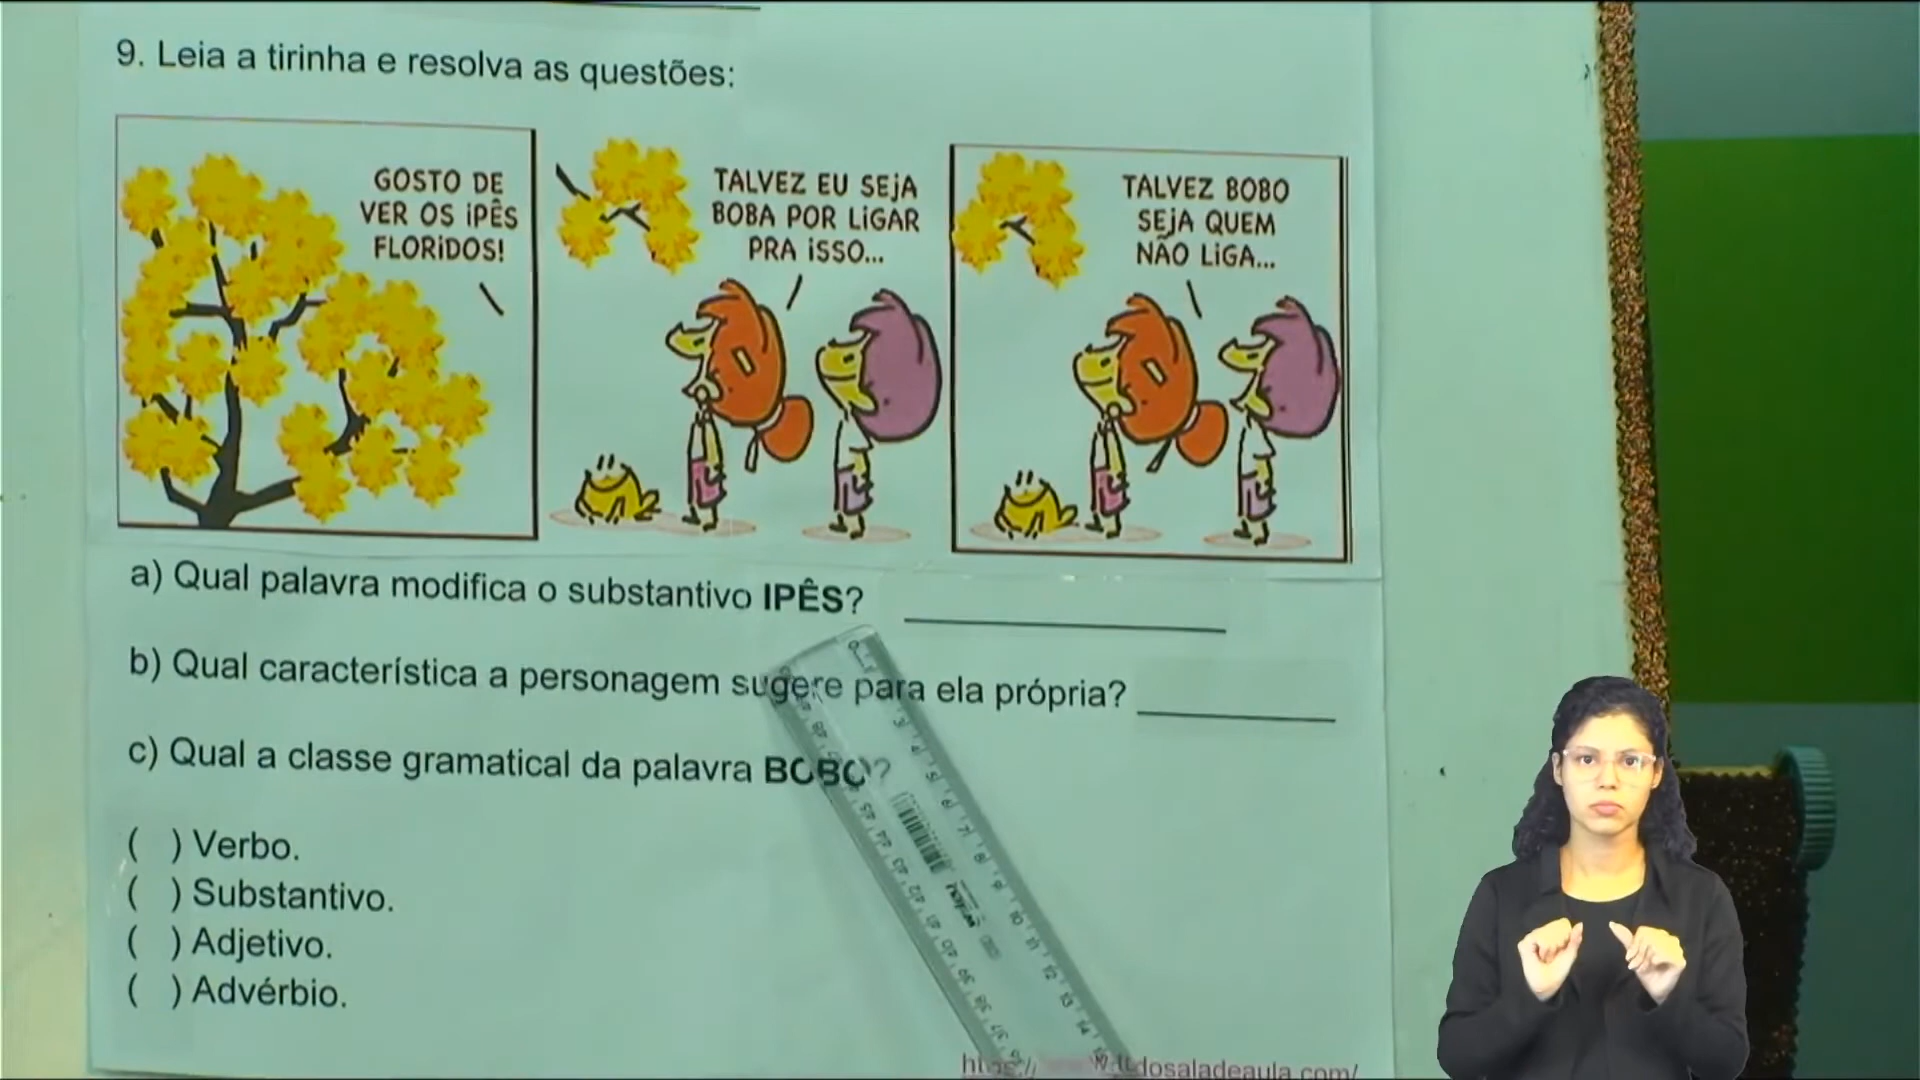 9. Leia a tirinha e resolva as questões:
GOSTO DE
VER OS iPÊS
FLORiDOS!
TALVEZ EU SEjA
BOBA POR LiGAR
PRA iSSO...
TALVEZ BOBO
SEjA QUEM
NÃO LiGA...
a) Qual palavra modifica o substantivo IPÊS? ____________
b) Qual característica a personagem sugere para ela própria? ________
c) Qual a classe gramatical da palavra BOBO?
( ) Verbo.
( ) Substantivo.
( ) Adjetivo.
( ) Advérbio.